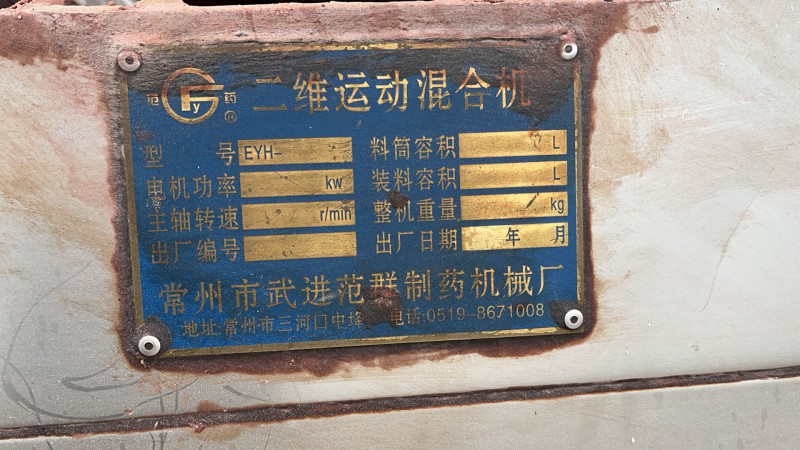 范 Fy 药 ®
二维运动混合机
型 号 EYH- 料筒容积 L
电机功率 kw 装料容积 L
主轴转速 r/min 整机重量 kg
出厂编号 出厂日期 年 月
常州市武进范群制药机械厂
地址:常州市三河口中 电话:0519-8671008